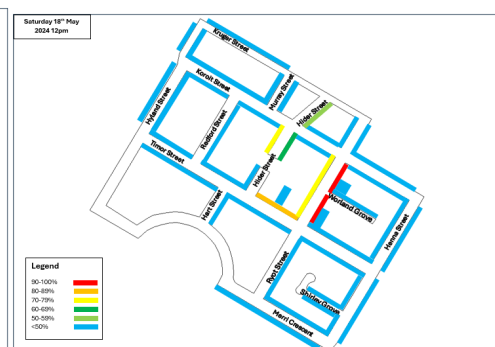 Saturday 18th May
2024 12pm
Kruger Street
Koroit Street
Murray Street
Hider Street
Hyland Street
Redford Street
Timor Street
Hider Street
Worland Grove
Hanna Street
Hart Street
Ryot Street
Shirley Grove
Merri Crescent
Legend
90-100%
80-89%
70-79%
60-69%
50-59%
<50%